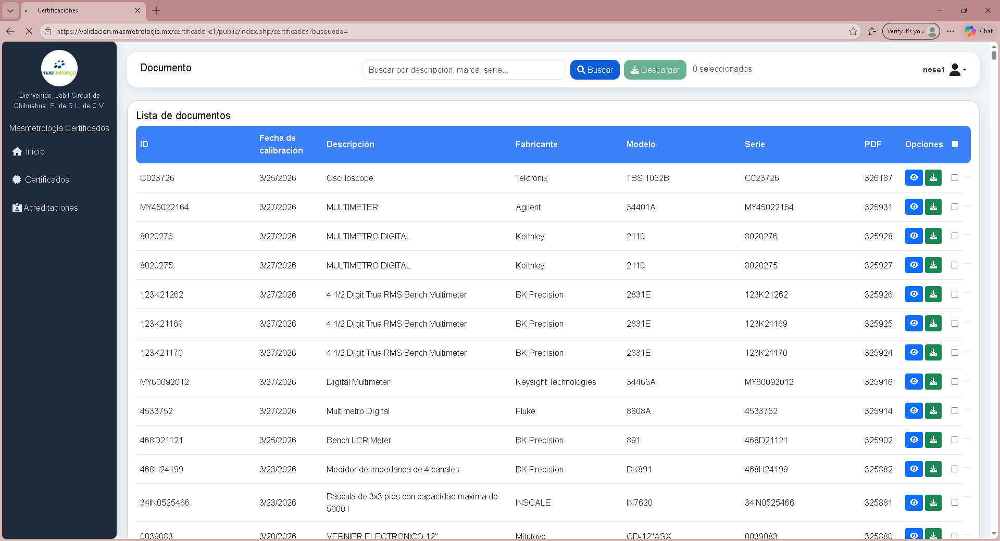 Certificaciones
https://validacion.masmetrologia.mx/certificado-c1/public/index.php/certificados?busqueda=
Verify it's you
Chat
masmetrología
Bienvenido, Jabil Circuit de
Chihuahua, S. de R.L. de C.V.
Masmetrología Certificados
Inicio
Certificados
Acreditaciones
Documento
Buscar por descripción, marca, serie...
Buscar
Descargar
0 seleccionados
nose1
Lista de documentos
ID Fecha de calibración Descripción Fabricante Modelo Serie PDF Opciones
C023726 3/25/2026 Oscilloscope Tektronix TBS 1052B C023726 326187
MY45022164 3/27/2026 MULTIMETER Agilent 34401A MY45022164 325931
8020276 3/27/2026 MULTIMETRO DIGITAL Keithley 2110 8020276 325928
8020275 3/27/2026 MULTIMETRO DIGITAL Keithley 2110 8020275 325927
123K21262 3/27/2026 4 1/2 Digit True RMS Bench Multimeter BK Precision 2831E 123K21262 325926
123K21169 3/27/2026 4 1/2 Digit True RMS Bench Multimeter BK Precision 2831E 123K21169 325925
123K21170 3/27/2026 4 1/2 Digit True RMS Bench Multimeter BK Precision 2831E 123K21170 325924
MY60092012 3/27/2026 Digital Multimeter Keysight Technologies 34465A MY60092012 325916
4533752 3/27/2026 Multimetro Digital Fluke 8808A 4533752 325914
468D21121 3/25/2026 Bench LCR Meter BK Precision 891 468D21121 325902
468H24199 3/23/2026 Medidor de impedanca de 4 canales BK Precision BK891 468H24199 325882
34IN0525466 3/23/2026 Báscula de 3x3 pies con capacidad maxima de 5000 l INSCALE IN7620 34IN0525466 325881
0039083 3/20/2026 VERNIER ELECTRONICO 12" Mitutoyo CD-12"ASX 0039083 325880